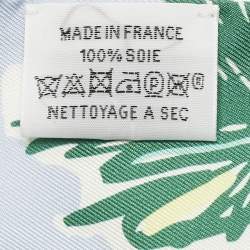 MADE IN FRANCE
100% SOIE
NETTOYAGE A SEC